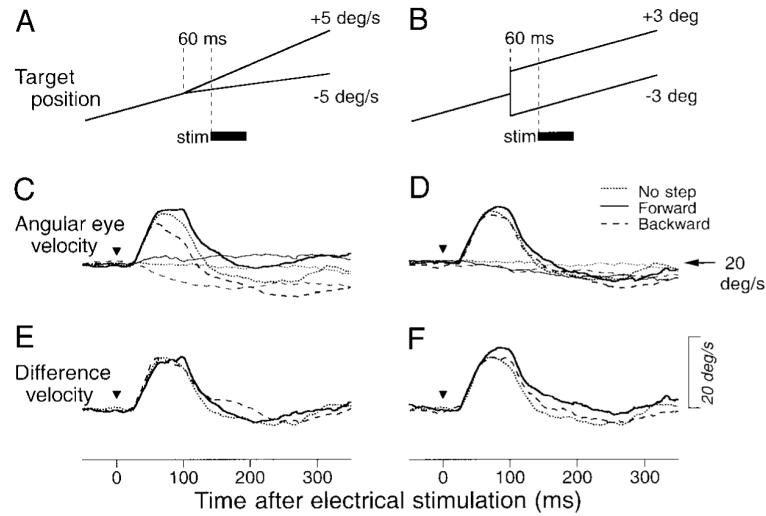 A
60 ms
+5 deg/s
Target
position
-5 deg/s
stim
B
60 ms
+3 deg
-3 deg
stim
C
Angular eye
velocity
D
No step
Forward
Backward
20
deg/s
E
Difference
velocity
F
20 deg/s
0 100 200 300
0 100 200 300
Time after electrical stimulation (ms)